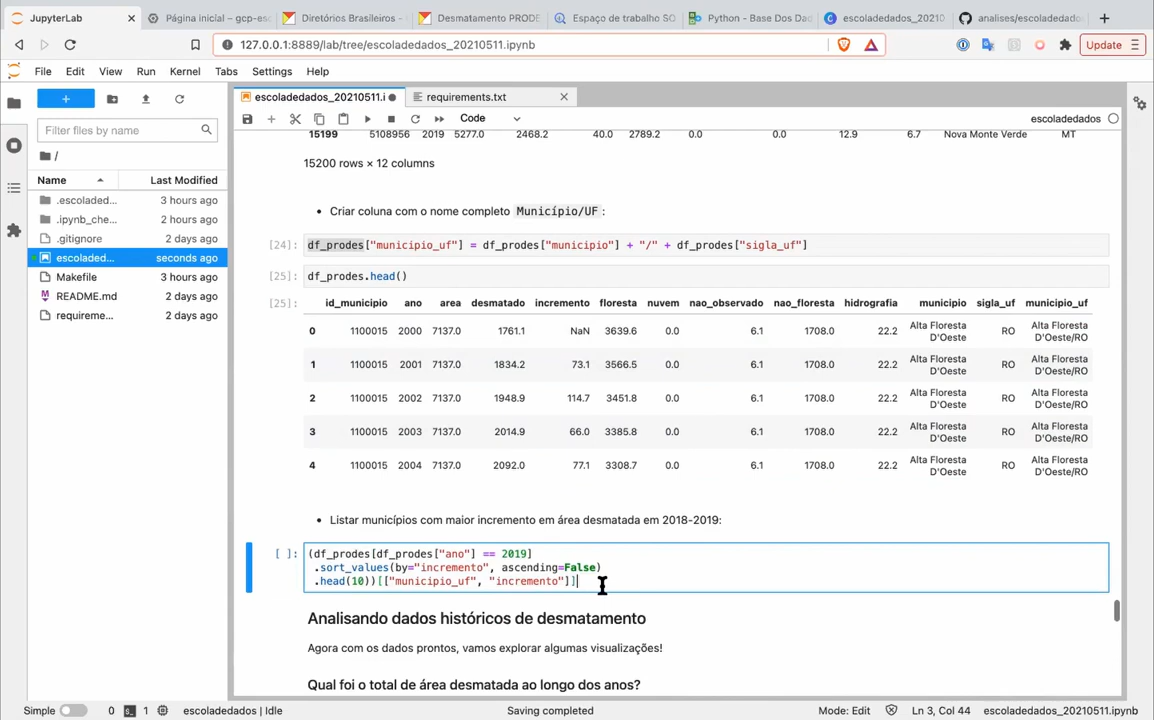 JupyterLab
Página inicial – gcp-es
Diretórios Brasileiros -
Desmatamento PRODE
Espaço de trabalho SQ
Python - Base Dos Dad
escoladedados_20210
analises/escoladedado
127.0.0.1:8889/lab/tree/escoladedados_20210511.ipynb
Update
File Edit View Run Kernel Tabs Settings Help
escoladedados_20210511.i
requirements.txt
Code
escoladedados
Filter files by name
/
Name Last Modified
.escoladed... 3 hours ago
.ipynb_che... 2 hours ago
.gitignore 2 days ago
escoladed... seconds ago
Makefile 3 hours ago
README.md 2 days ago
requireme... 2 days ago
15199 5108956 2019 5277.0 2468.2 40.0 2789.2 0.0 0.0 12.9 6.7 Nova Monte Verde MT
15200 rows × 12 columns
• Criar coluna com o nome completo Município/UF :
[24]: df_prodes["municipio_uf"] = df_prodes["municipio"] + "/" + df_prodes["sigla_uf"]
[25]: df_prodes.head()
[25]: id_municipio ano area desmatado incremento floresta nuvem nao_observado nao_floresta hidrografia municipio sigla_uf municipio_uf
0 1100015 2000 7137.0 1761.1 NaN 3639.6 0.0 6.1 1708.0 22.2 Alta Floresta D'Oeste RO Alta Floresta D'Oeste/RO
1 1100015 2001 7137.0 1834.2 73.1 3566.5 0.0 6.1 1708.0 22.2 Alta Floresta D'Oeste RO Alta Floresta D'Oeste/RO
2 1100015 2002 7137.0 1948.9 114.7 3451.8 0.0 6.1 1708.0 22.2 Alta Floresta D'Oeste RO Alta Floresta D'Oeste/RO
3 1100015 2003 7137.0 2014.9 66.0 3385.8 0.0 6.1 1708.0 22.2 Alta Floresta D'Oeste RO Alta Floresta D'Oeste/RO
4 1100015 2004 7137.0 2092.0 77.1 3308.7 0.0 6.1 1708.0 22.2 Alta Floresta D'Oeste RO Alta Floresta D'Oeste/RO
• Listar municípios com maior incremento em área desmatada em 2018-2019:
[ ]: (df_prodes[df_prodes["ano"] == 2019]
.sort_values(by="incremento", ascending=False)
.head(10))[["municipio_uf", "incremento"]]
Analisando dados históricos de desmatamento
Agora com os dados prontos, vamos explorar algumas visualizações!
Qual foi o total de área desmatada ao longo dos anos?
Simple 0 1 escoladedados | Idle Saving completed Mode: Edit Ln 3, Col 44 escoladedados_20210511.ipynb